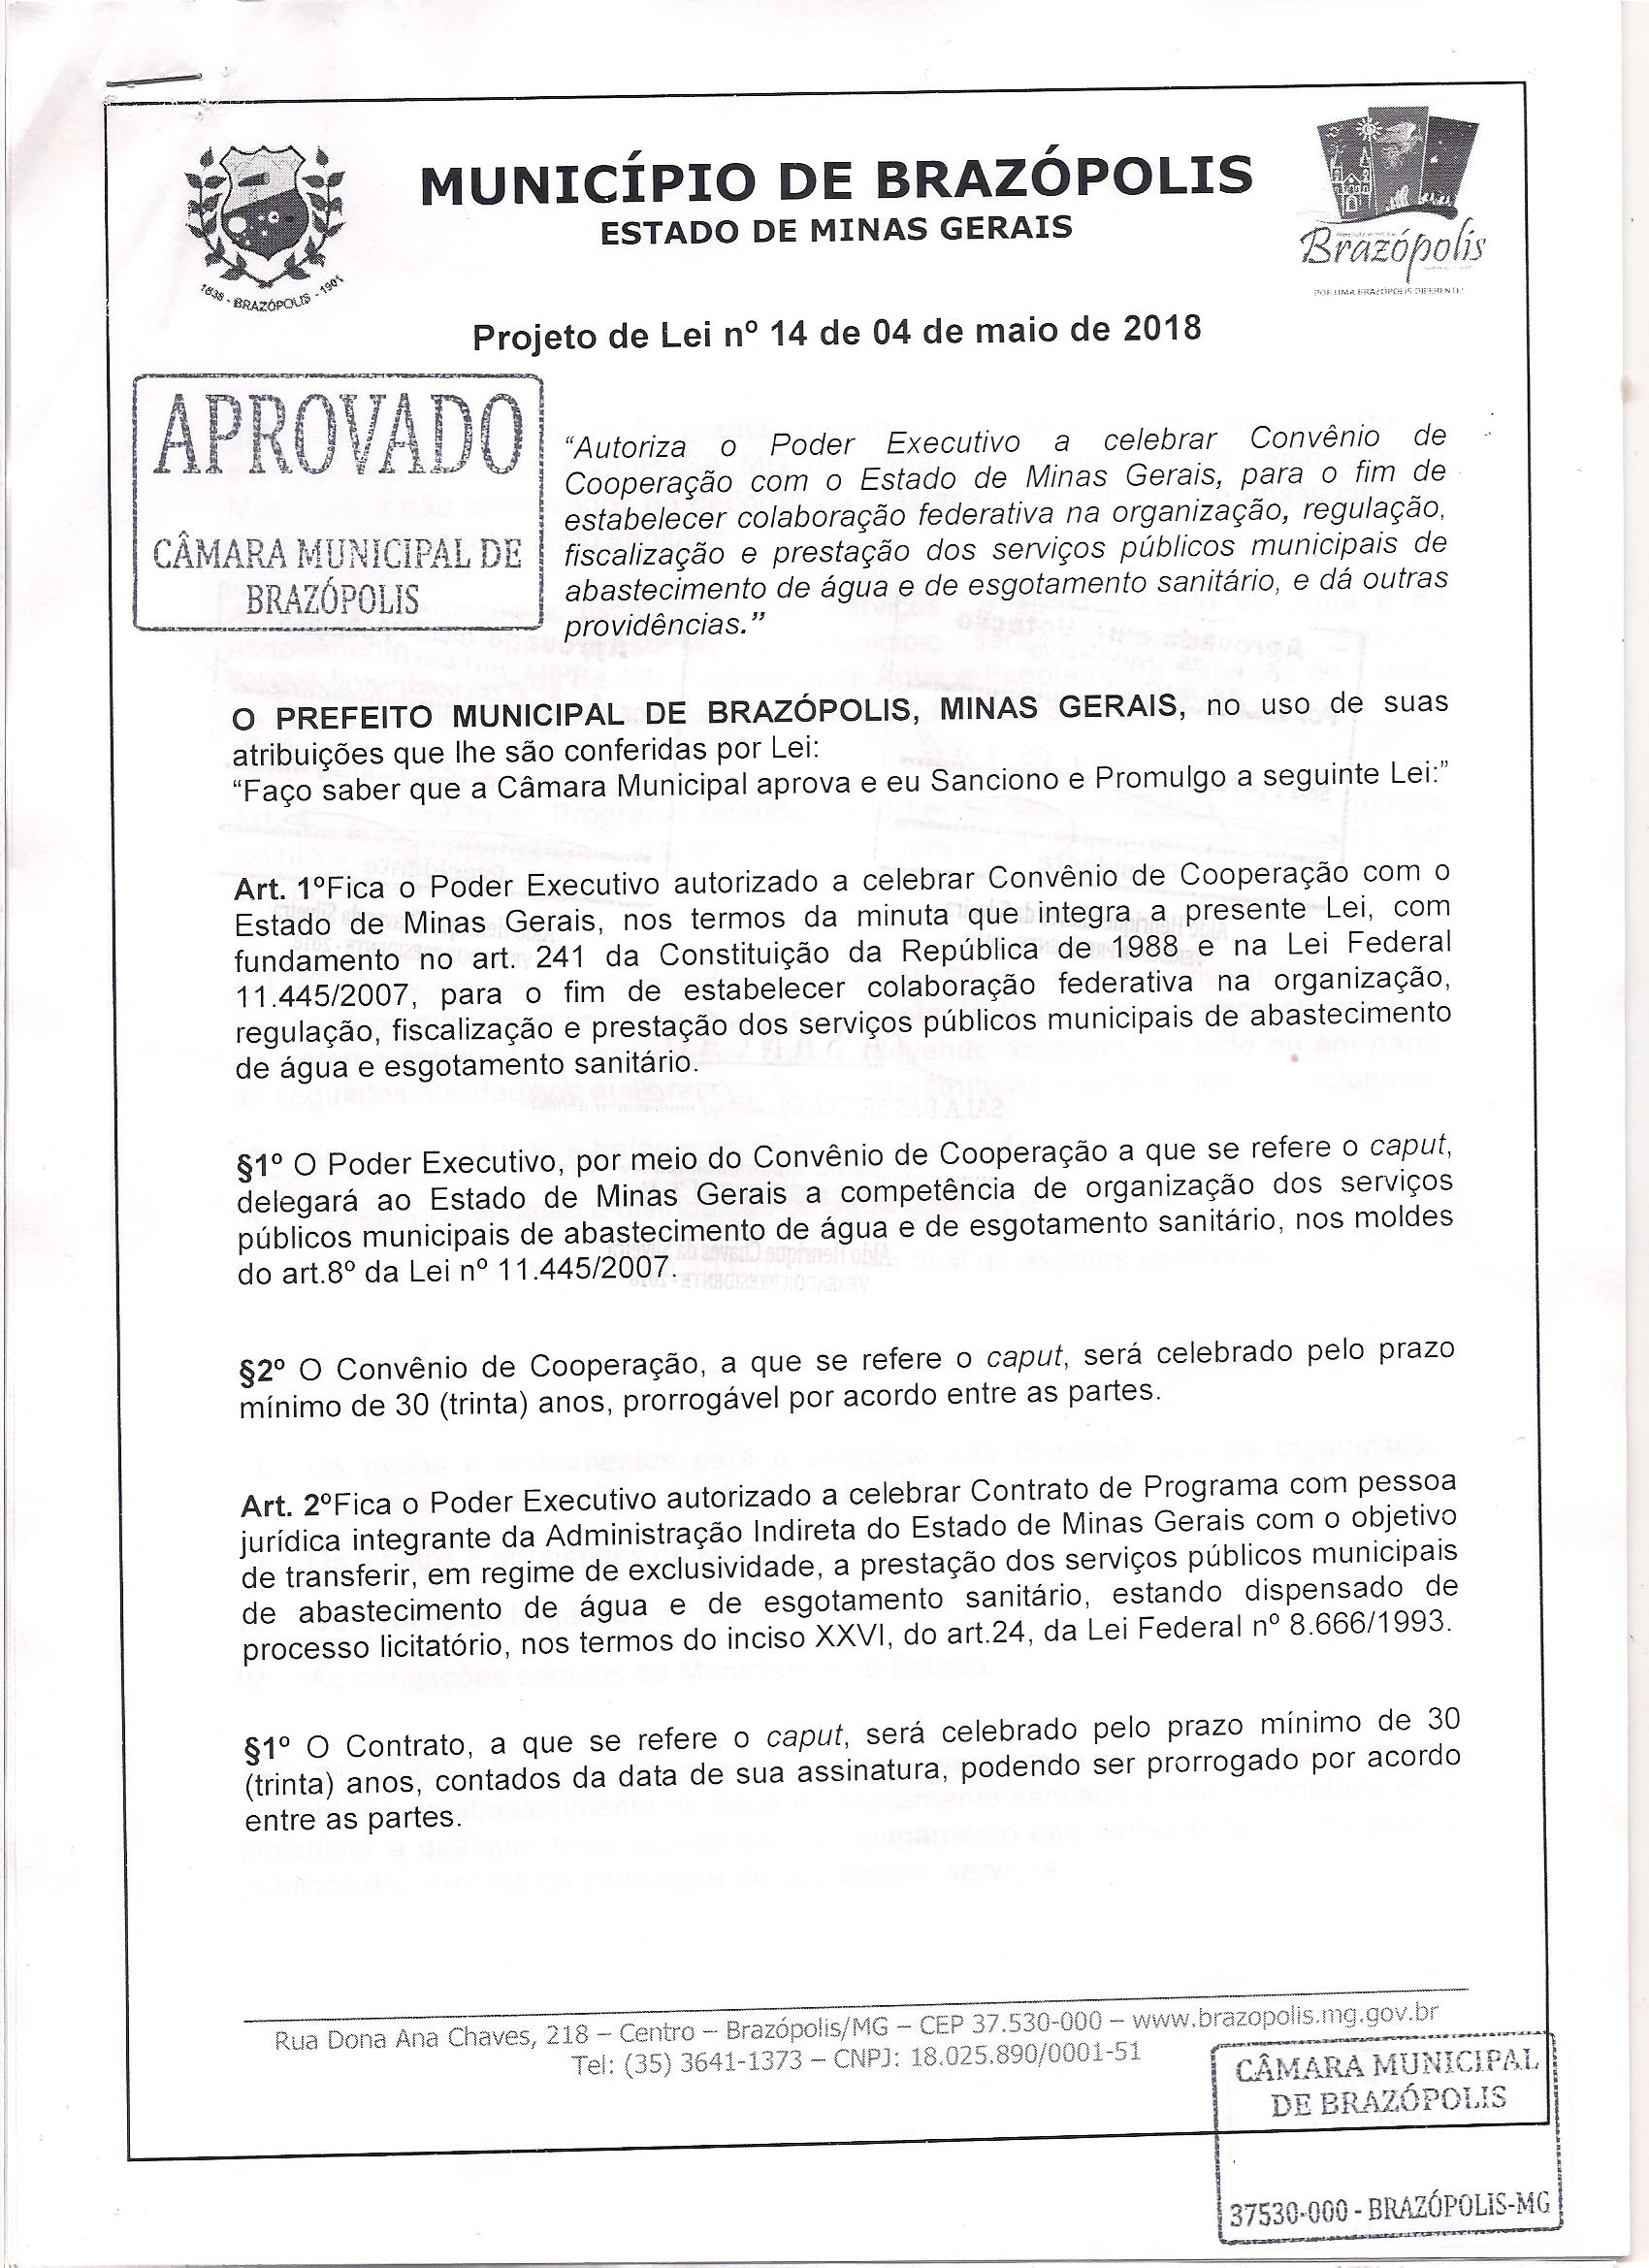 MUNICÍPIO DE BRAZÓPOLIS
ESTADO DE MINAS GERAIS
1838 - BRAZÓPOLIS - 1901
Brazópolis
POR UMA BRAZÓPOLIS DIFERENTE!
Projeto de Lei nº 14 de 04 de maio de 2018
APROVADO
CÂMARA MUNICIPAL DE
BRAZÓPOLIS
“Autoriza o Poder Executivo a celebrar Convênio de
Cooperação com o Estado de Minas Gerais, para o fim de
estabelecer colaboração federativa na organização, regulação,
fiscalização e prestação dos serviços públicos municipais de
abastecimento de água e de esgotamento sanitário, e dá outras
providências.”
O PREFEITO MUNICIPAL DE BRAZÓPOLIS, MINAS GERAIS, no uso de suas
atribuições que lhe são conferidas por Lei:
“Faço saber que a Câmara Municipal aprova e eu Sanciono e Promulgo a seguinte Lei:”
Art. 1ºFica o Poder Executivo autorizado a celebrar Convênio de Cooperação com o
Estado de Minas Gerais, nos termos da minuta que integra a presente Lei, com
fundamento no art. 241 da Constituição da República de 1988 e na Lei Federal
11.445/2007, para o fim de estabelecer colaboração federativa na organização,
regulação, fiscalização e prestação dos serviços públicos municipais de abastecimento
de água e esgotamento sanitário.
§1º O Poder Executivo, por meio do Convênio de Cooperação a que se refere o caput,
delegará ao Estado de Minas Gerais a competência de organização dos serviços
públicos municipais de abastecimento de água e de esgotamento sanitário, nos moldes
do art.8º da Lei nº 11.445/2007.
§2º O Convênio de Cooperação, a que se refere o caput, será celebrado pelo prazo
mínimo de 30 (trinta) anos, prorrogável por acordo entre as partes.
Art. 2ºFica o Poder Executivo autorizado a celebrar Contrato de Programa com pessoa
jurídica integrante da Administração Indireta do Estado de Minas Gerais com o objetivo
de transferir, em regime de exclusividade, a prestação dos serviços públicos municipais
de abastecimento de água e de esgotamento sanitário, estando dispensado de
processo licitatório, nos termos do inciso XXVI, do art.24, da Lei Federal nº 8.666/1993.
§1º O Contrato, a que se refere o caput, será celebrado pelo prazo mínimo de 30
(trinta) anos, contados da data de sua assinatura, podendo ser prorrogado por acordo
entre as partes.
Rua Dona Ana Chaves, 218 – Centro – Brazópolis/MG – CEP 37.530-000 – www.brazopolis.mg.gov.br
Tel: (35) 3641-1373 – CNPJ: 18.025.890/0001-51
CÂMARA MUNICIPAL
DE BRAZÓPOLIS
37530-000 - BRAZÓPOLIS-MG